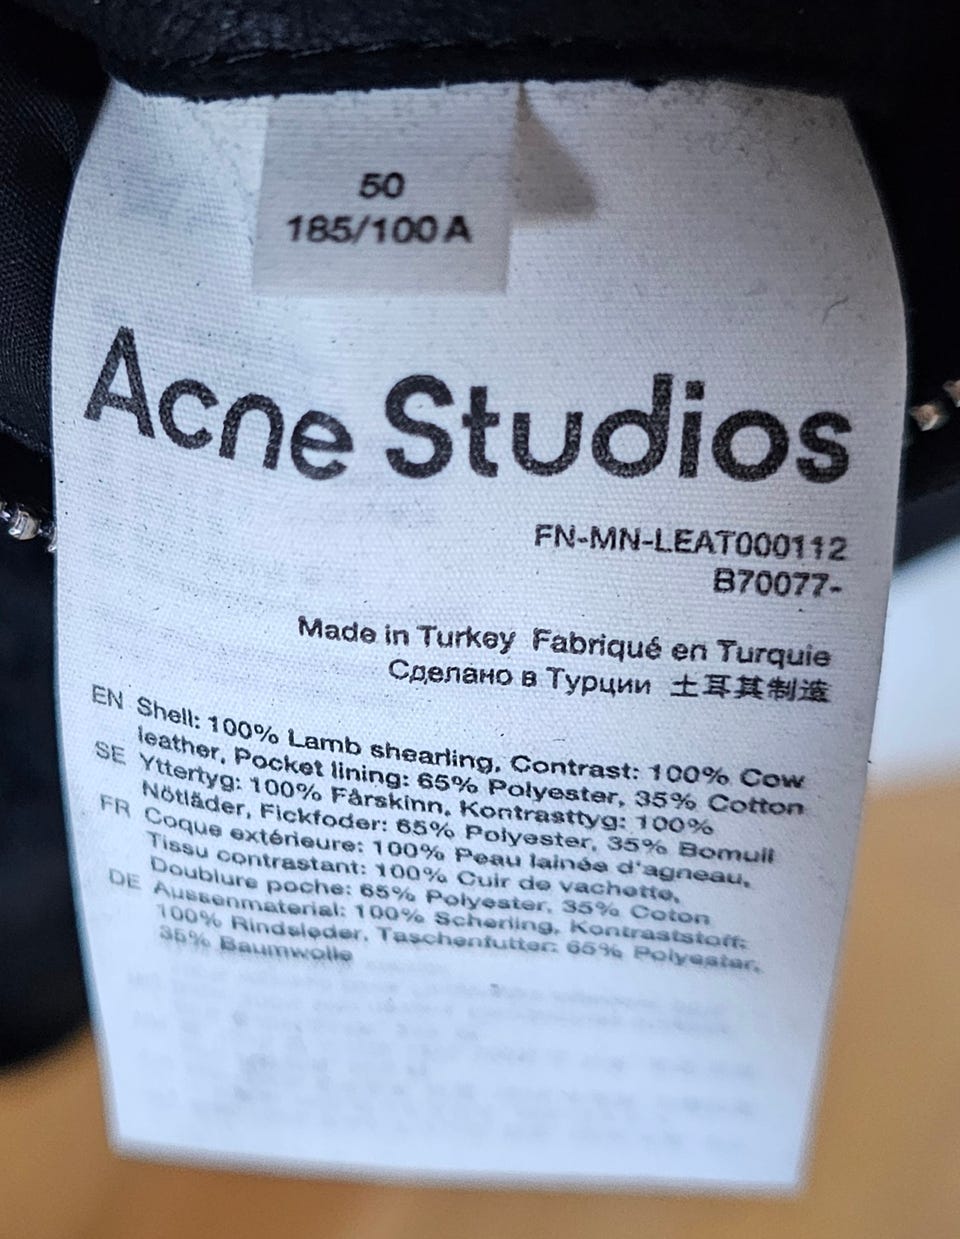 50
185/100A
Acne Studios
FN-MN-LEAT000112
B70077-
Made in Turkey Fabriqué en Turquie
Сделано в Турции 土耳其制造
EN Shell: 100% Lamb shearling, Contrast: 100% Cow
leather, Pocket lining: 65% Polyester, 35% Cotton
SE Yttertyg: 100% Fårskinn, Kontrasttyg: 100%
Nötläder, Fickfoder: 65% Polyester, 35% Bomull
FR Coque extérieure: 100% Peau lainée d'agneau,
Tissu contrastant: 100% Cuir de vachette,
Doublure poche: 65% Polyester, 35% Coton
DE Aussenmaterial: 100% Scherling, Kontraststoff:
100% Rindsleder, Taschenfutter: 65% Polyester,
35% Baumwolle